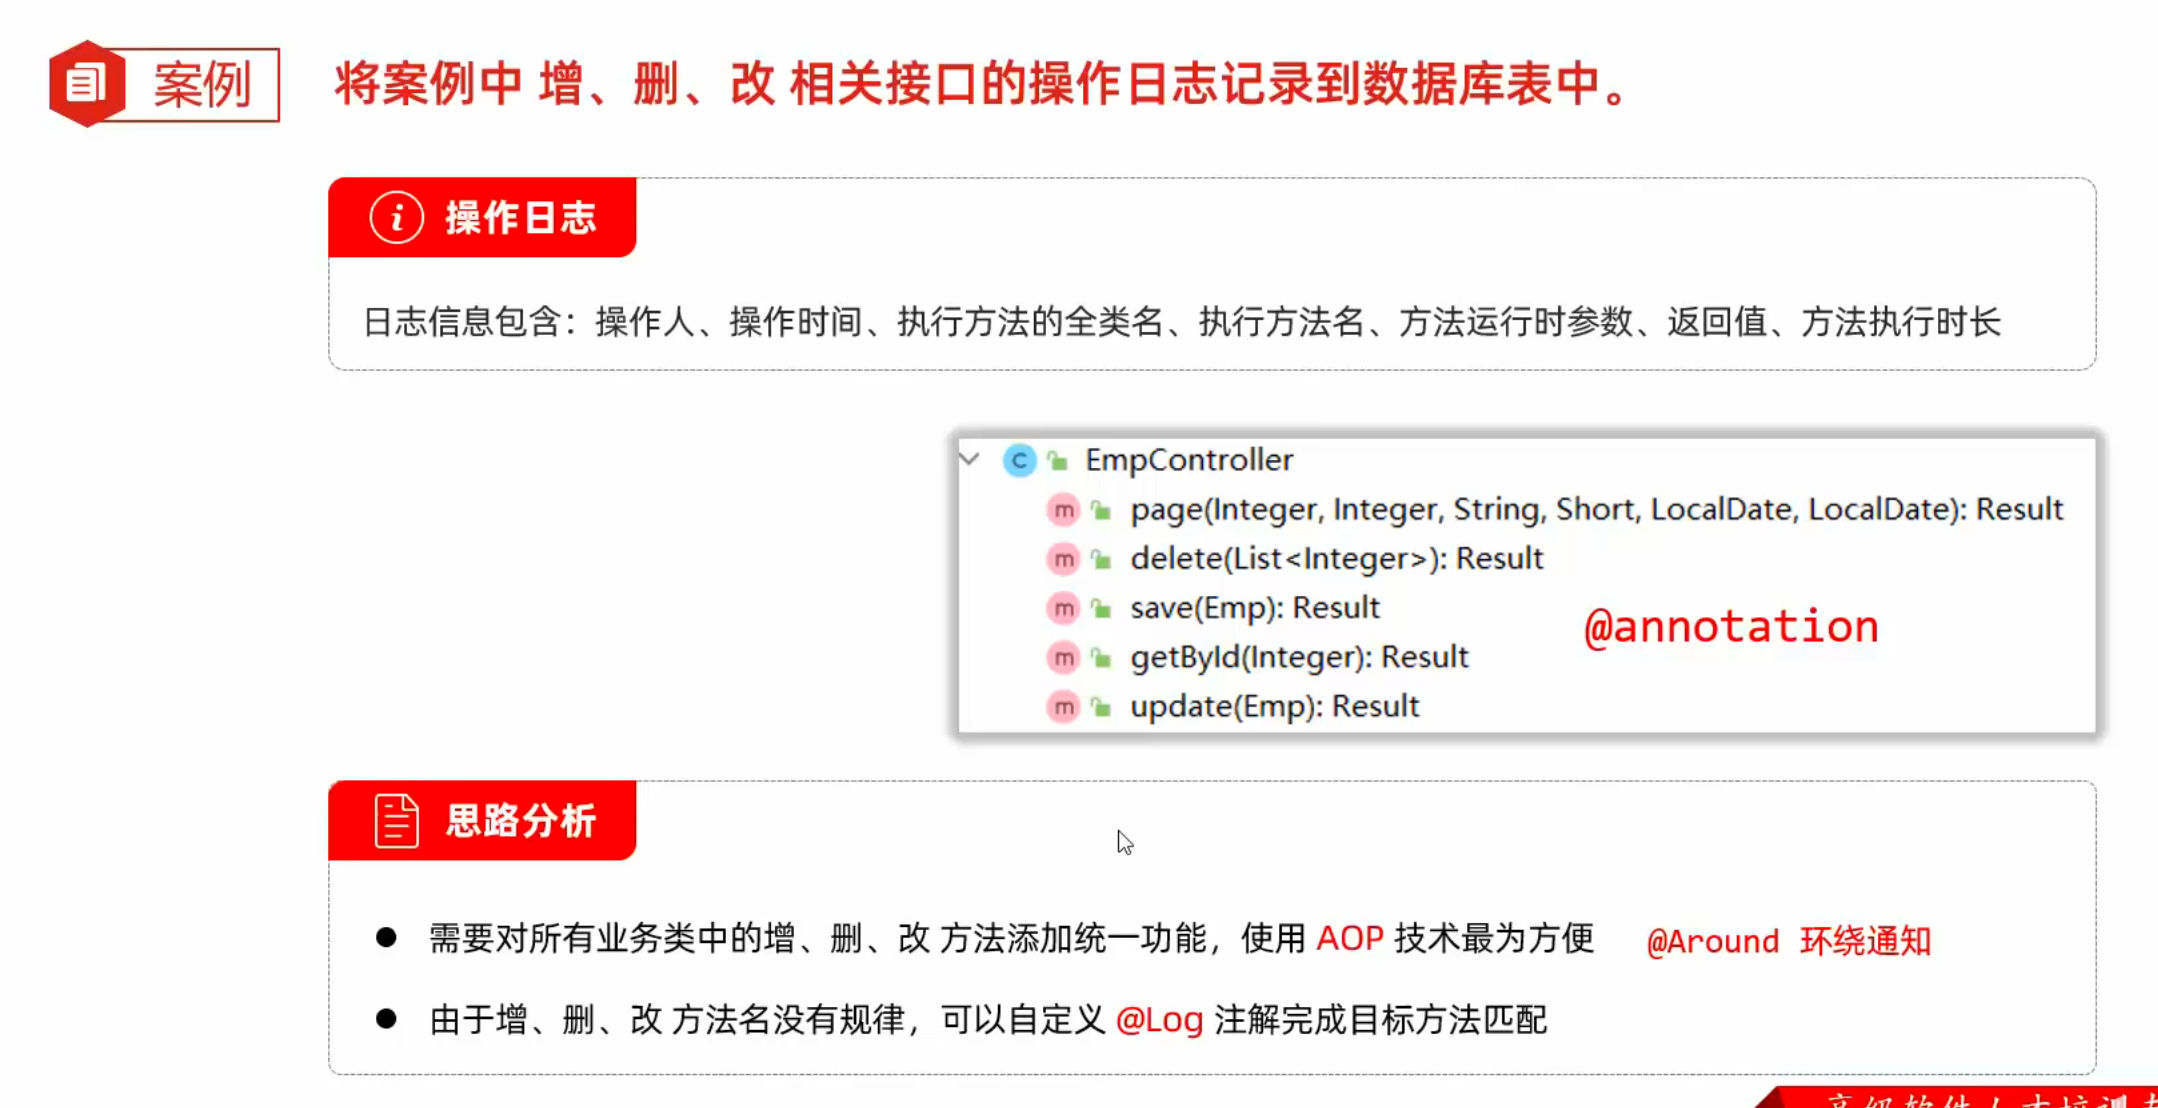 案例
将案例中 增、删、改 相关接口的操作日志记录到数据库表中。
i 操作日志
日志信息包含：操作人、操作时间、执行方法的全类名、执行方法名、方法运行时参数、返回值、方法执行时长
C EmpController
m page(Integer, Integer, String, Short, LocalDate, LocalDate): Result
m delete(List<Integer>): Result
m save(Emp): Result
@annotation
m getById(Integer): Result
m update(Emp): Result
思路分析
需要对所有业务类中的增、删、改 方法添加统一功能，使用 AOP 技术最为方便 @Around 环绕通知
由于增、删、改 方法名没有规律，可以自定义 @Log 注解完成目标方法匹配
高级软件人才培训